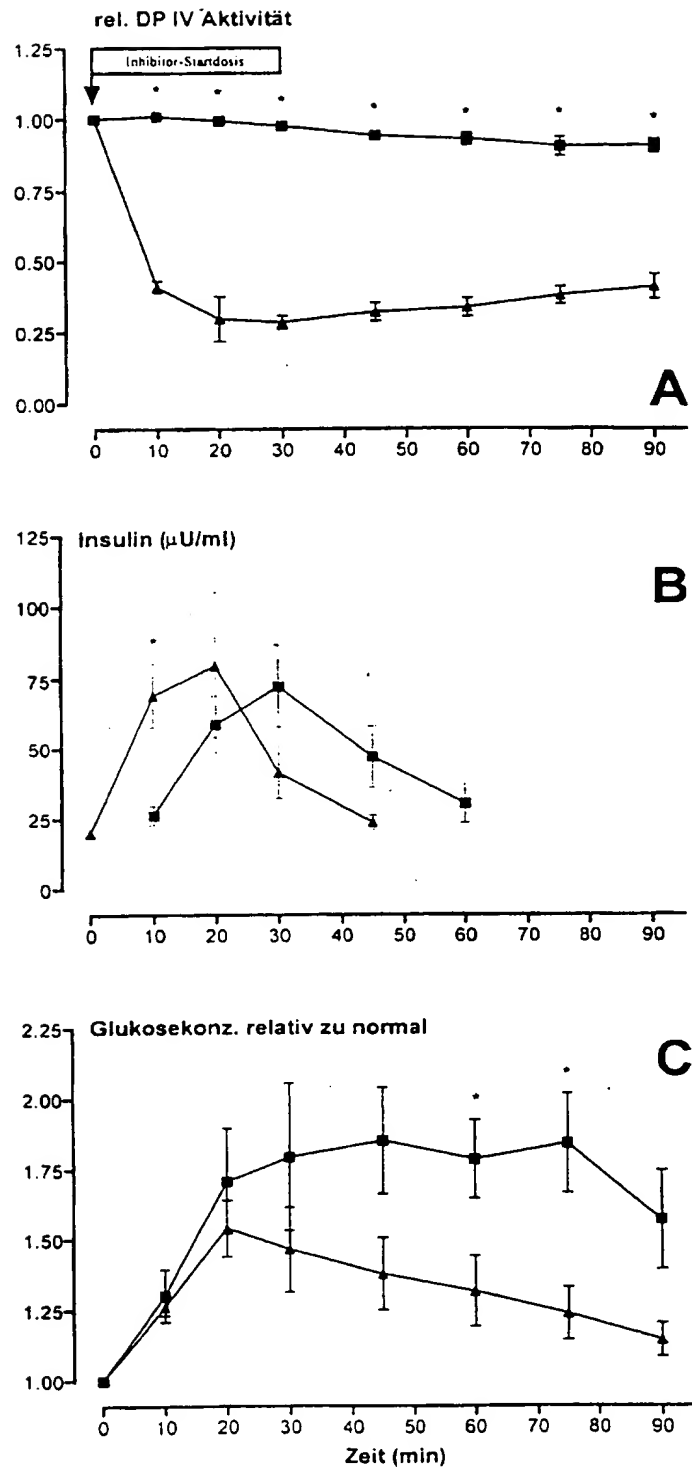 rel. DP IV Aktivität
1.25
Inhibitor-Startdosis
* * * * * * *
1.00
0.75
0.50
0.25
0.00
A
0 10 20 30 40 50 60 70 80 90
125
Insulin (µU/ml)
B
100
* * *
75
50
25
0
0 10 20 30 40 50 60 70 80 90
2.25
Glukosekonz. relativ zu normal
C
* *
2.00
1.75
1.50
1.25
1.00
0 10 20 30 40 50 60 70 80 90
Zeit (min)